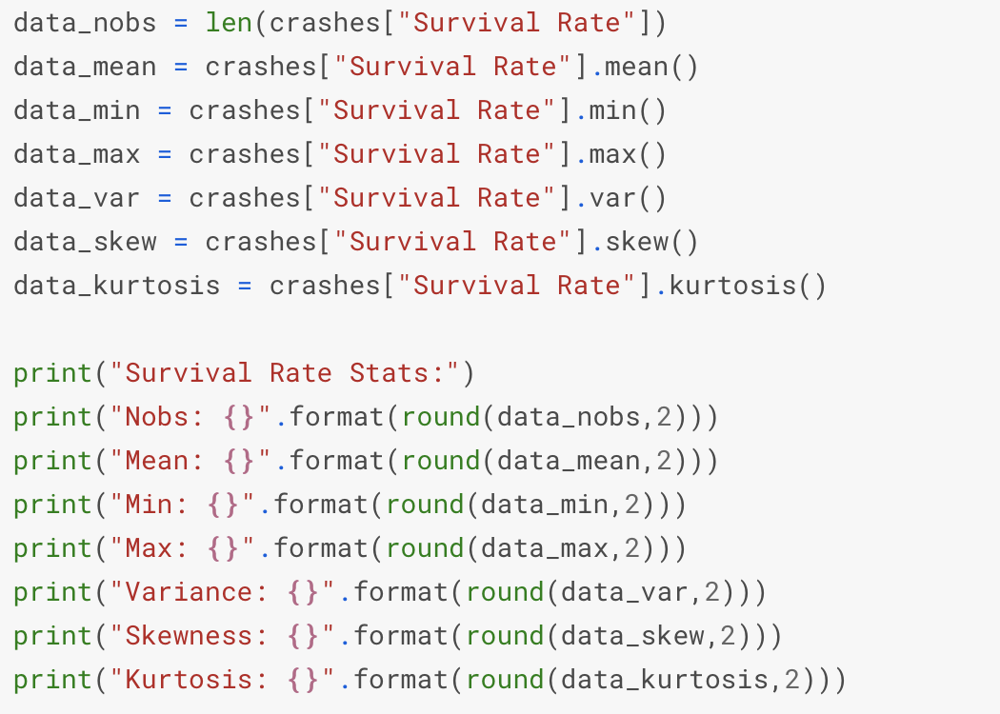 data_nobs = len(crashes["Survival Rate"])
data_mean = crashes["Survival Rate"].mean()
data_min = crashes["Survival Rate"].min()
data_max = crashes["Survival Rate"].max()
data_var = crashes["Survival Rate"].var()
data_skew = crashes["Survival Rate"].skew()
data_kurtosis = crashes["Survival Rate"].kurtosis()

print("Survival Rate Stats:")
print("Nobs: {}".format(round(data_nobs,2)))
print("Mean: {}".format(round(data_mean,2)))
print("Min: {}".format(round(data_min,2)))
print("Max: {}".format(round(data_max,2)))
print("Variance: {}".format(round(data_var,2)))
print("Skewness: {}".format(round(data_skew,2)))
print("Kurtosis: {}".format(round(data_kurtosis,2)))